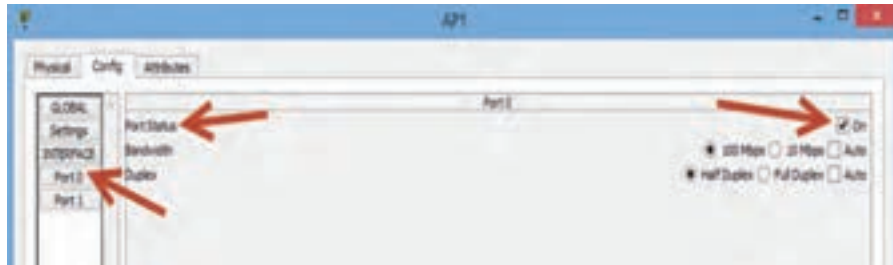 AP1
Physical Config Attributes
GLOBAL
Settings
INTERFACE
Port 0
Port 1
Port 0
Port Status On
Bandwidth 100 Mbps 10 Mbps Auto
Duplex Half Duplex Full Duplex Auto